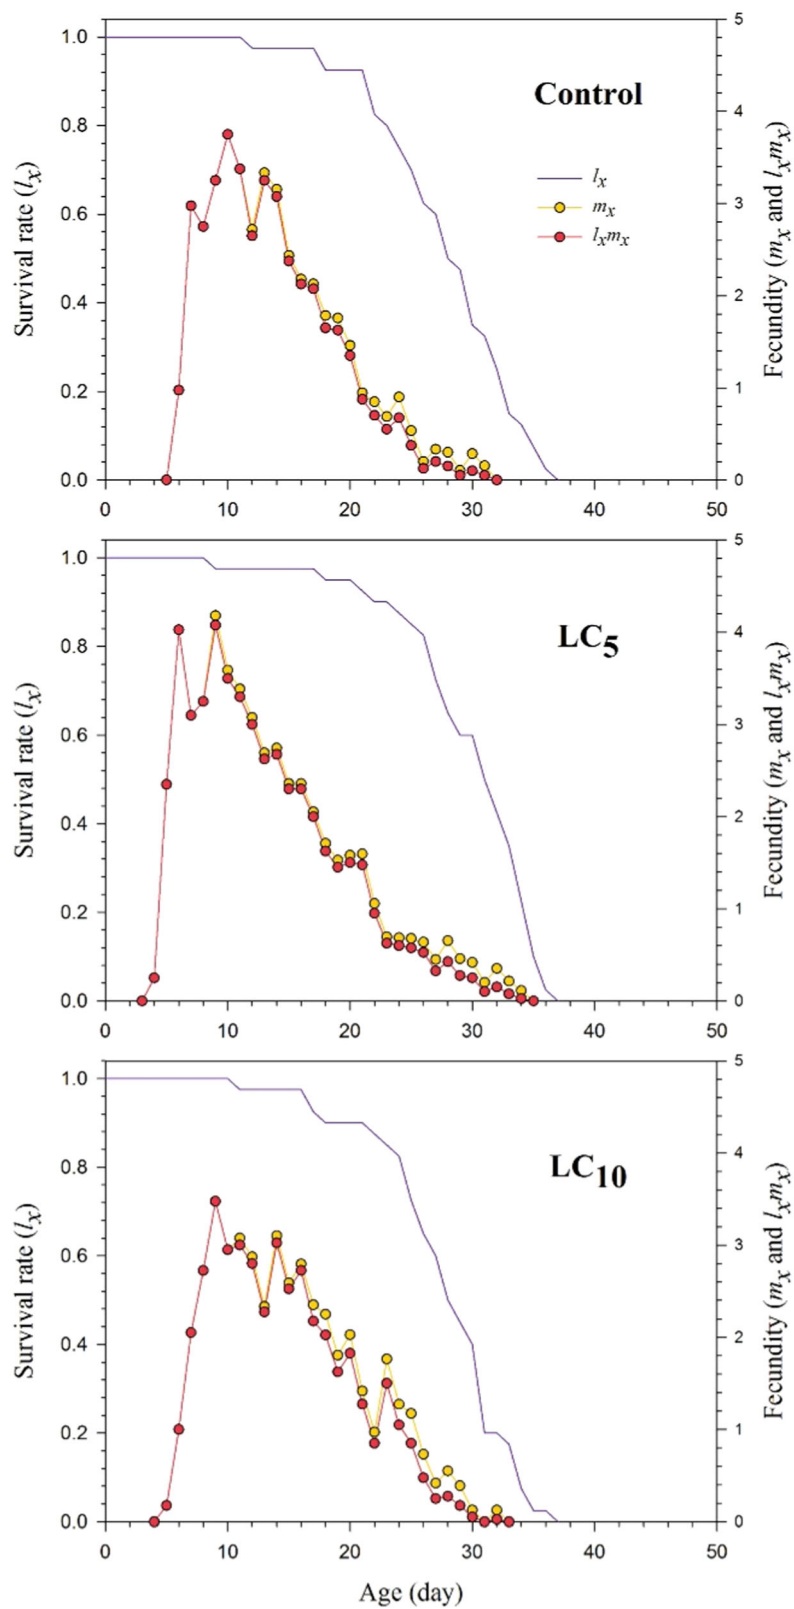 Control
Survival rate (lx)
Fecundity (mx and lxmx)
lx
mx
lxmx
1.0
0.8
0.6
0.4
0.2
0.0
5
4
3
2
1
0
0 10 20 30 40 50
LC5
Survival rate (lx)
Fecundity (mx and lxmx)
1.0
0.8
0.6
0.4
0.2
0.0
5
4
3
2
1
0
0 10 20 30 40 50
LC10
Survival rate (lx)
Fecundity (mx and lxmx)
1.0
0.8
0.6
0.4
0.2
0.0
5
4
3
2
1
0
0 10 20 30 40 50
Age (day)